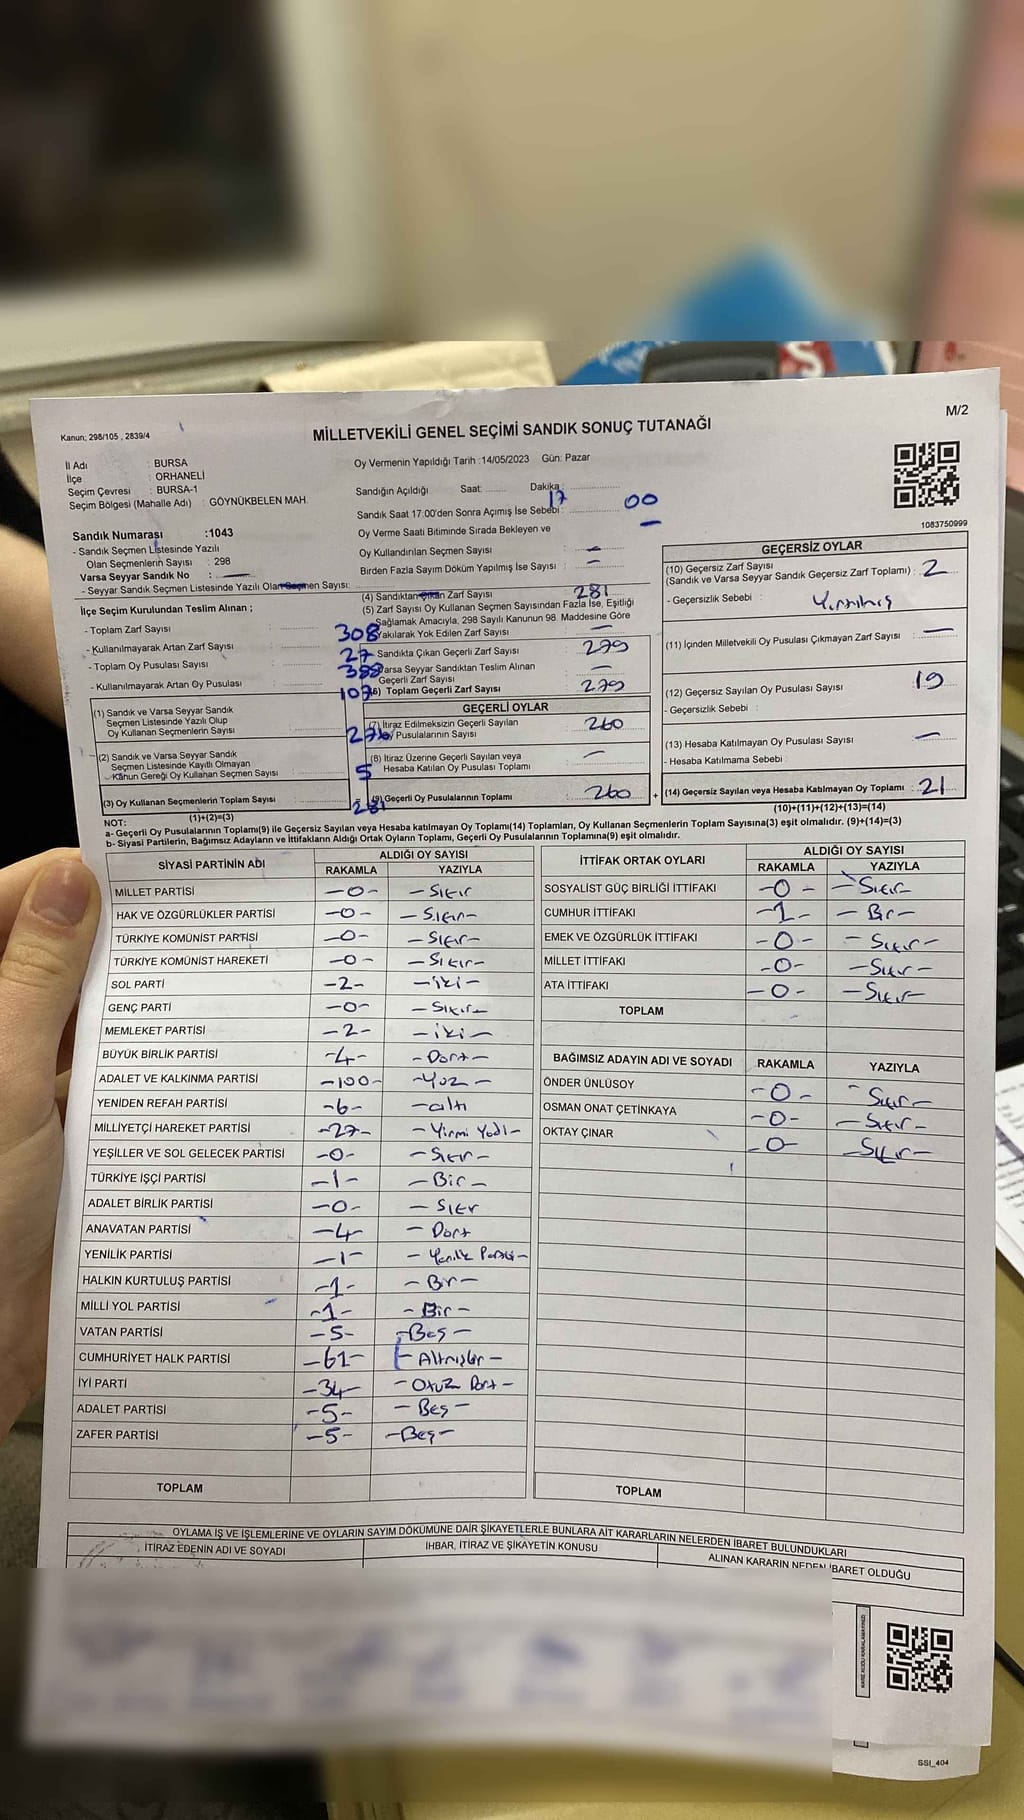 M/2
Kanun; 298/105 , 2839/4
MİLLETVEKİLİ GENEL SEÇİMİ SANDIK SONUÇ TUTANAĞI
İl Adı : BURSA
İlçe : ORHANELİ
Seçim Çevresi : BURSA-1
Seçim Bölgesi (Mahalle Adı) : GÖYNÜKBELEN MAH.
Oy Vermenin Yapıldığı Tarih :14/05/2023 Gün: Pazar
Sandığın Açıldığı Saat: Dakika
Sandık Saat 17.00'den Sonra Açımış İse Sebebi : 17 00
Oy Verme Saati Bitiminde Sırada Bekleyen ve
Oy Kullandırılan Seçmen Sayısı : —
Birden Fazla Sayım Döküm Yapılmış İse Sayısı : —
1083750999
Sandık Numarası :1043
- Sandık Seçmen Listesinde Yazılı
Olan Seçmenlerin Sayısı : 298
Varsa Seyyar Sandık No : —
- Seyyar Sandık Seçmen Listesinde Yazılı Olan Seçmen Sayısı:
İlçe Seçim Kurulundan Teslim Alınan ;
- Toplam Zarf Sayısı : 308
- Kullanılmayarak Artan Zarf Sayısı : 27
- Toplam Oy Pusulası Sayısı : 388
- Kullanılmayarak Artan Oy Pusulası : 107
(1) Sandık ve Varsa Seyyar Sandık
Seçmen Listesinde Yazılı Olup
Oy Kullanan Seçmenlerin Sayısı : 276
(2) Sandık ve Varsa Seyyar Sandık
Seçmen Listesinde Kayıtlı Olmayan
Kanun Gereği Oy Kullanan Seçmen Sayısı : 5
(3) Oy Kullanan Seçmenlerin Toplam Sayısı : 281
(1)+(2)=(3)
(4) Sandıktan Çıkan Zarf Sayısı : 281
(5) Zarf Sayısı Oy Kullanan Seçmen Sayısından Fazla İse, Eşitliği
Sağlamak Amacıyla, 298 Sayılı Kanunun 98. Maddesine Göre
Yakılarak Yok Edilen Zarf Sayısı : —
Sandıkta Çıkan Geçerli Zarf Sayısı : 279
Varsa Seyyar Sandıktan Teslim Alınan
Geçerli Zarf Sayısı : —
(6) Toplam Geçerli Zarf Sayısı : 279
GEÇERLİ OYLAR
(7) İtiraz Edilmeksizin Geçerli Sayılan
Oy Pusulalarının Sayısı : 260
(8) İtiraz Üzerine Geçerli Sayılan veya
Hesaba Katılan Oy Pusulası Toplamı : —
(9) Geçerli Oy Pusulalarının Toplamı : 260 +
GEÇERSİZ OYLAR
(10) Geçersiz Zarf Sayısı
(Sandık ve Varsa Seyyar Sandık Geçersiz Zarf Toplamı) : 2
- Geçersizlik Sebebi : Yırtılmış
(11) İçinden Milletvekili Oy Pusulası Çıkmayan Zarf Sayısı : —
(12) Geçersiz Sayılan Oy Pusulası Sayısı : 19
- Geçersizlik Sebebi :
(13) Hesaba Katılmayan Oy Pusulası Sayısı : —
- Hesaba Katılmama Sebebi :
(14) Geçersiz Sayılan veya Hesaba Katılmayan Oy Toplamı : 21
(10)+(11)+(12)+(13)=(14)
NOT:
a- Geçerli Oy Pusulalarının Toplamı(9) ile Geçersiz Sayılan veya Hesaba katılmayan Oy Toplamı(14) Toplamları, Oy Kullanan Seçmenlerin Toplam Sayısına(3) eşit olmalıdır. (9)+(14)=(3)
b- Siyasi Partilerin, Bağımsız Adayların ve İttifakların Aldığı Ortak Oyların Toplamı, Geçerli Oy Pusulalarının Toplamına(9) eşit olmalıdır.
SİYASİ PARTİNİN ADI ALDIĞI OY SAYISI
RAKAMLA YAZIYLA
MİLLET PARTİSİ -0- -Sıfır
HAK VE ÖZGÜRLÜKLER PARTİSİ -0- -Sıfır-
TÜRKİYE KOMÜNİST PARTİSİ -0- -Sıfır-
TÜRKİYE KOMÜNİST HAREKETİ -0- -Sıfır-
SOL PARTİ -2- -iki-
GENÇ PARTİ -0- -Sıfır-
MEMLEKET PARTİSİ -2- -iki-
BÜYÜK BİRLİK PARTİSİ -4- -Dört-
ADALET VE KALKINMA PARTİSİ -100- -Yüz-
YENİDEN REFAH PARTİSİ -6- -altı
MİLLİYETÇİ HAREKET PARTİSİ -27- -Yirmi Yedi-
YEŞİLLER VE SOL GELECEK PARTİSİ -0- -Sıfır-
TÜRKİYE İŞÇİ PARTİSİ -1- -Bir-
ADALET BİRLİK PARTİSİ -0- -Sıfır
ANAVATAN PARTİSİ -4- -Dört
YENİLİK PARTİSİ -1- -Yenilik Partisi-
HALKIN KURTULUŞ PARTİSİ -1- -Bir-
MİLLİ YOL PARTİSİ -1- -Bir-
VATAN PARTİSİ -5- -Beş-
CUMHURİYET HALK PARTİSİ -61- -Altmışbir-
İYİ PARTİ -34- -Otuz Dört-
ADALET PARTİSİ -5- -Beş-
ZAFER PARTİSİ -5- -Beş-
TOPLAM
İTTİFAK ORTAK OYLARI ALDIĞI OY SAYISI
RAKAMLA YAZIYLA
SOSYALİST GÜÇ BİRLİĞİ İTTİFAKI -0- -Sıfır-
CUMHUR İTTİFAKI -1- -Bir-
EMEK VE ÖZGÜRLÜK İTTİFAKI -0- -Sıfır-
MİLLET İTTİFAKI -0- -Sıfır-
ATA İTTİFAKI -0- -Sıfır-
TOPLAM
BAĞIMSIZ ADAYIN ADI VE SOYADI RAKAMLA YAZIYLA
ÖNDER ÜNLÜSOY -0- -Sıfır-
OSMAN ONAT ÇETİNKAYA -0- -Sıfır-
OKTAY ÇINAR -0- -Sıfır-
TOPLAM
OYLAMA İŞ VE İŞLEMLERİNE VE OYLARIN SAYIM DÖKÜMÜNE DAİR ŞİKAYETLERLE BUNLARA AİT KARARLARIN NELERDEN İBARET BULUNDUKLARI
İTİRAZ EDENİN ADI VE SOYADI İHBAR, İTİRAZ VE ŞİKAYETİN KONUSU ALINAN KARARIN NEDEN İBARET OLDUĞU
SSI_404